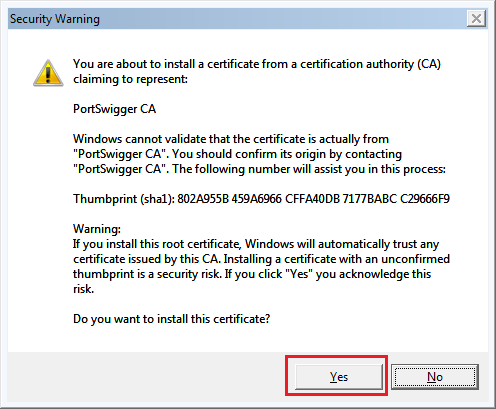 Security Warning
You are about to install a certificate from a certification authority (CA)
claiming to represent:
PortSwigger CA
Windows cannot validate that the certificate is actually from
"PortSwigger CA". You should confirm its origin by contacting
"PortSwigger CA". The following number will assist you in this process:
Thumbprint (sha1): 802A955B 459A6966 CFFA40DB 7177BABC C29666F9
Warning:
If you install this root certificate, Windows will automatically trust any
certificate issued by this CA. Installing a certificate with an unconfirmed
thumbprint is a security risk. If you click "Yes" you acknowledge this
risk.
Do you want to install this certificate?
Yes No